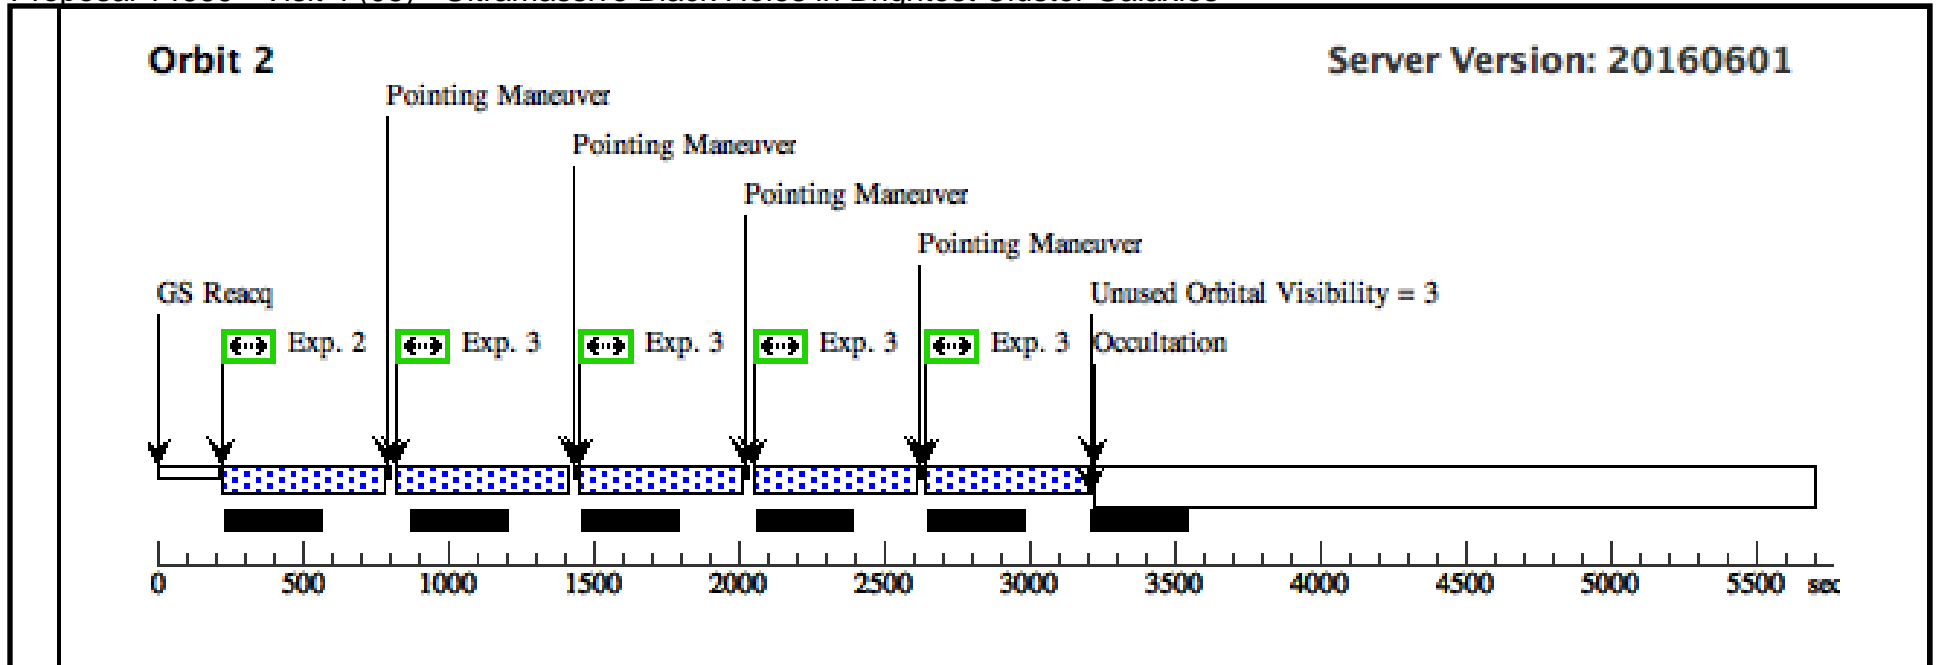 Orbit 2
Server Version: 20160601
Pointing Maneuver
Pointing Maneuver
Pointing Maneuver
Pointing Maneuver
GS Reacq
Unused Orbital Visibility = 3
Exp. 2
Exp. 3
Exp. 3
Exp. 3
Exp. 3
Occultation
0 500 1000 1500 2000 2500 3000 3500 4000 4500 5000 5500 sec